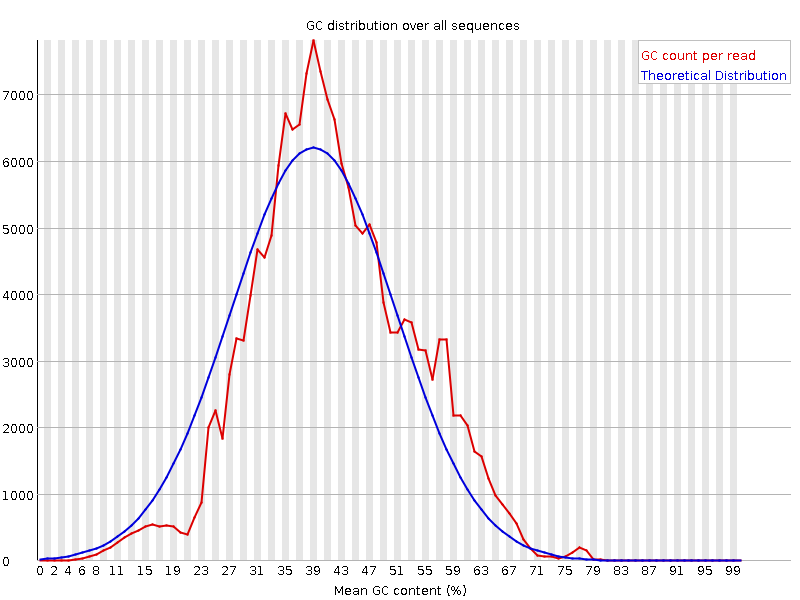 GC distribution over all sequences
GC count per read
Theoretical Distribution
7000
6000
5000
4000
3000
2000
1000
0
0 2 4 6 8 11 15 19 23 27 31 35 39 43 47 51 55 59 63 67 71 75 79 83 87 91 95 99
Mean GC content (%)